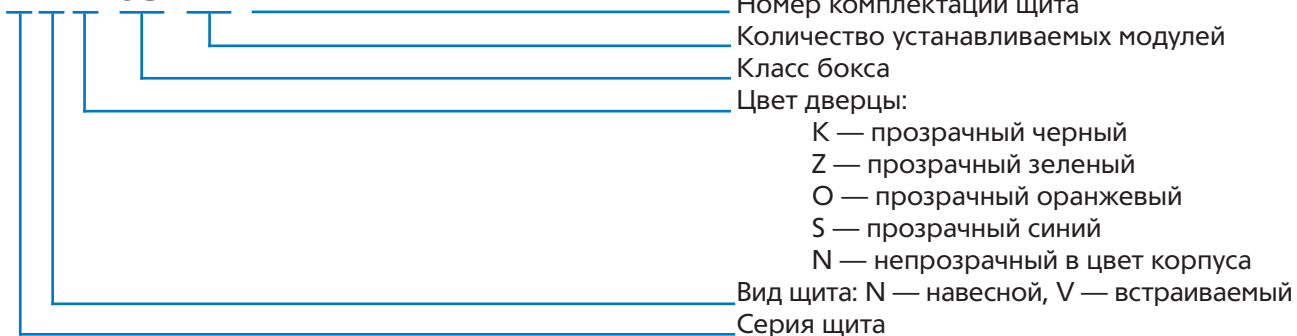 Номер комплектации щита
Количество устанавливаемых модулей
Класс бокса
Цвет дверцы:
К — прозрачный черный
Z — прозрачный зеленый
О — прозрачный оранжевый
S — прозрачный синий
N — непрозрачный в цвет корпуса
Вид щита: N — навесной, V — встраиваемый
Серия щита